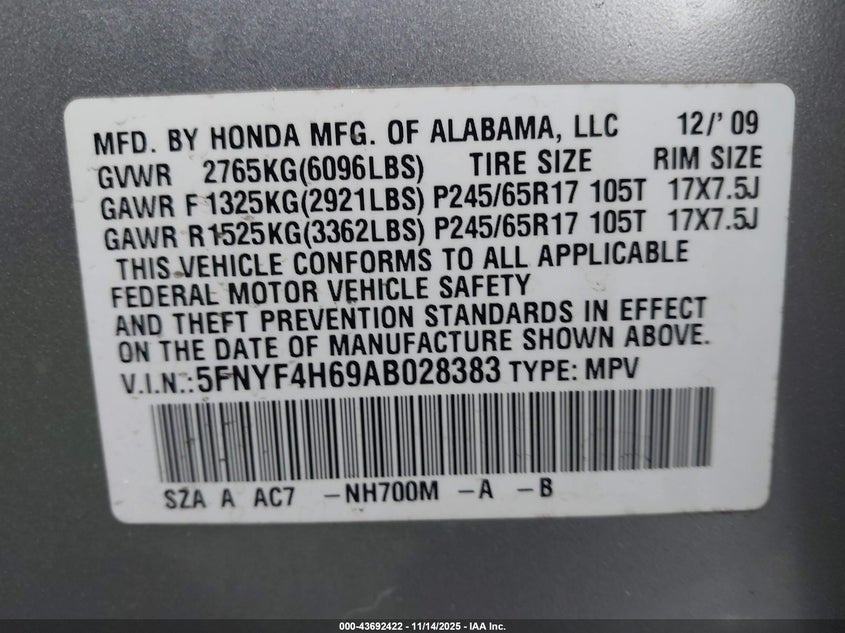 MFD. BY HONDA MFG. OF ALABAMA, LLC 12/' 09
GVWR 2765KG(6096LBS) TIRE SIZE RIM SIZE
GAWR F 1325KG(2921LBS) P245/65R17 105T 17X7.5J
GAWR R1525KG(3362LBS) P245/65R17 105T 17X7.5J
THIS VEHICLE CONFORMS TO ALL APPLICABLE
FEDERAL MOTOR VEHICLE SAFETY
AND THEFT PREVENTION STANDARDS IN EFFECT
ON THE DATE OF MANUFACTURE SHOWN ABOVE.
V.I.N.:5FNYF4H69AB028383 TYPE: MPV
SZA A AC7 -NH700M -A -B
000-43692422 - 11/14/2025 - IAA Inc.